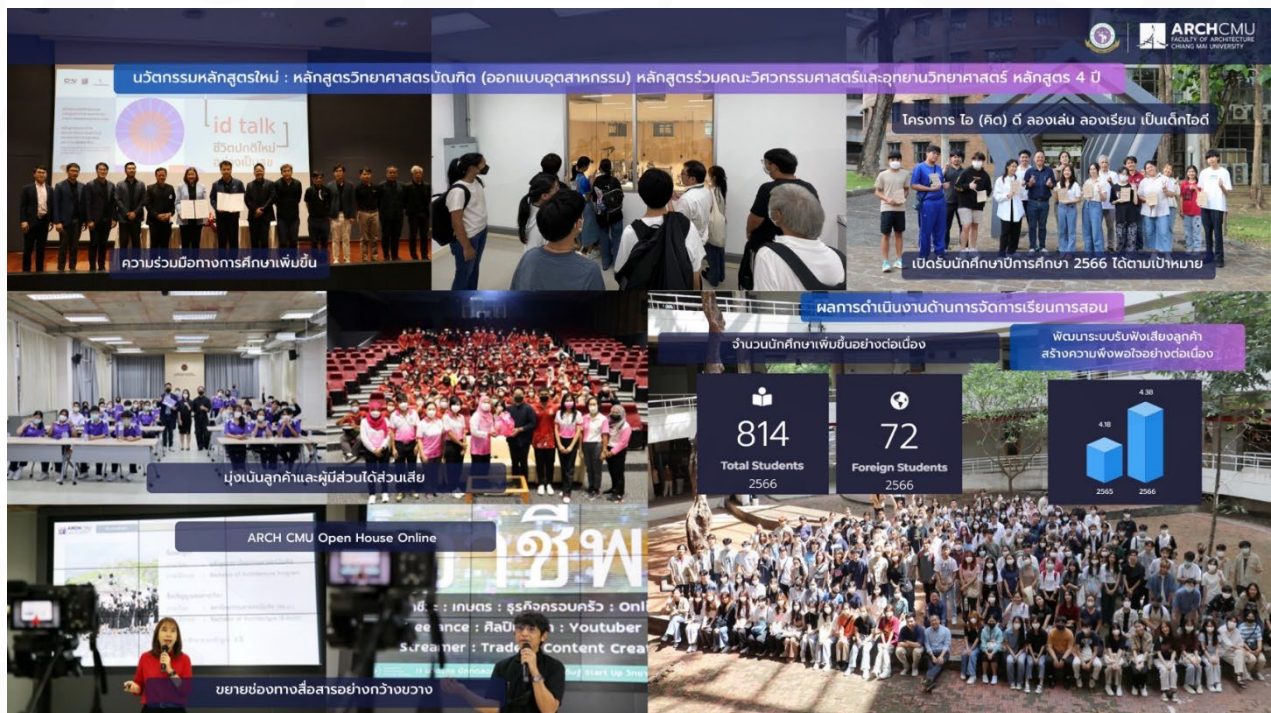 ARCHCMU
FACULTY OF ARCHITECTURE
CHIANG MAI UNIVERSITY
นวัตกรรมหลักสูตรใหม่ : หลักสูตรวิทยาศาสตรบัณฑิต (ออกแบบอุตสาหกรรม) หลักสูตรร่วมคณะวิศวกรรมศาสตร์และอุทยานวิทยาศาสตร์ หลักสูตร 4 ปี
id talk
ชีวิตปกติใหม่
ความร่วมมือทางการศึกษาเพิ่มขึ้น
โครงการ ไอ (คิด) ดี ลองเล่น ลองเรียน เป็นเด็กไอดี
เปิดรับนักศึกษาปีการศึกษา 2566 ได้ตามเป้าหมาย
มุ่งเน้นลูกค้าและผู้มีส่วนได้ส่วนเสีย
ผลการดำเนินงานด้านการจัดการเรียนการสอน
จำนวนนักศึกษาเพิ่มขึ้นอย่างต่อเนื่อง
พัฒนาระบบรับฟังเสียงลูกค้า
สร้างความพึงพอใจอย่างต่อเนื่อง
814
Total Students
2566
72
Foreign Students
2566
4.18
4.38
2565
2566
ARCH CMU Open House Online
: เกษตร : ธุรกิจครอบครัว : Onl
: Youtuber
Streamer : Trade
Content Crea
ขยายช่องทางสื่อสารอย่างกว้างขวาง